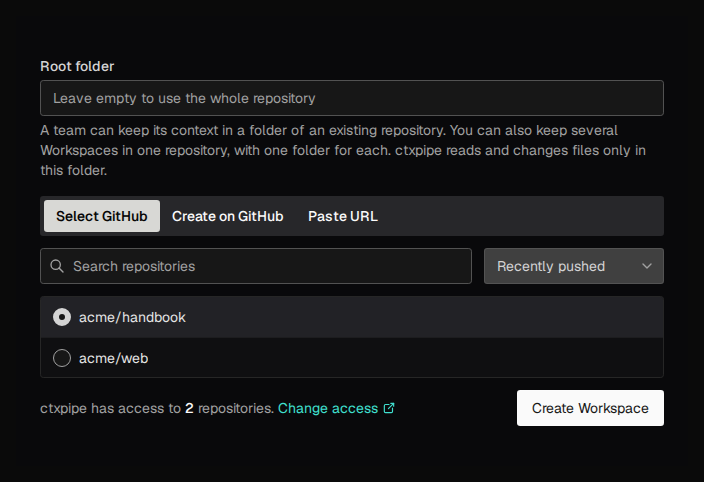 Root folder
Leave empty to use the whole repository
A team can keep its context in a folder of an existing repository. You can also keep several
Workspaces in one repository, with one folder for each. ctxpipe reads and changes files only in
this folder.
Select GitHub Create on GitHub Paste URL
Search repositories Recently pushed
acme/handbook
acme/web
ctxpipe has access to 2 repositories. Change access Create Workspace